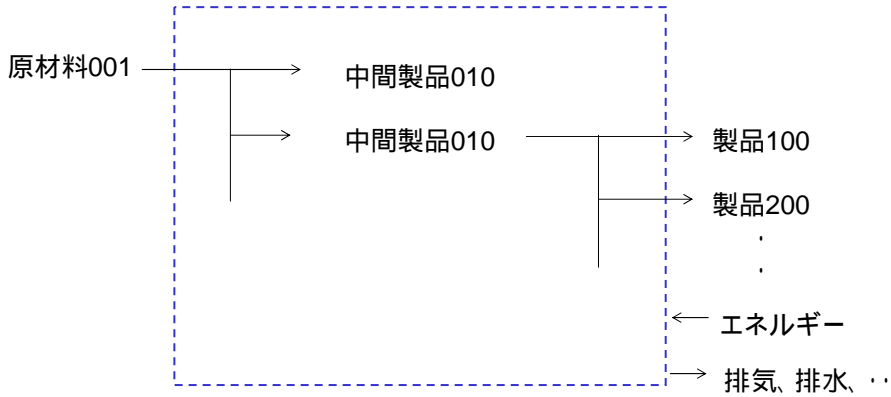 原材料001
中間製品010
中間製品010
製品100
製品200
・
・
エネルギー
排気、排水、・・